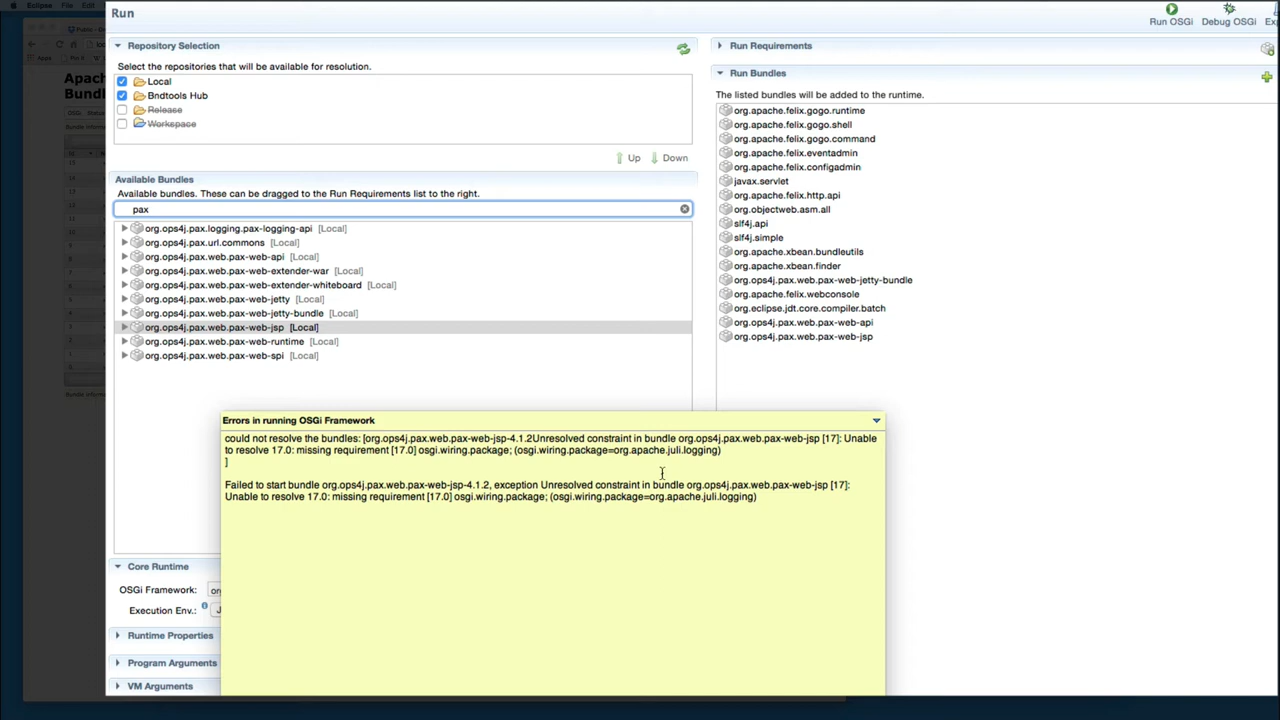 Eclipse File Edit
Run
Run OSGi Debug OSGi
Repository Selection
Select the repositories that will be available for resolution.
Local
Bndtools Hub
Release
Workspace
Up Down
Available Bundles
Available bundles. These can be dragged to the Run Requirements list to the right.
pax
org.ops4j.pax.logging.pax-logging-api [Local]
org.ops4j.pax.url.commons [Local]
org.ops4j.pax.web.pax-web-api [Local]
org.ops4j.pax.web.pax-web-extender-war [Local]
org.ops4j.pax.web.pax-web-extender-whiteboard [Local]
org.ops4j.pax.web.pax-web-jetty [Local]
org.ops4j.pax.web.pax-web-jetty-bundle [Local]
org.ops4j.pax.web.pax-web-jsp [Local]
org.ops4j.pax.web.pax-web-runtime [Local]
org.ops4j.pax.web.pax-web-spi [Local]
Run Requirements
Run Bundles
The listed bundles will be added to the runtime.
org.apache.felix.gogo.runtime
org.apache.felix.gogo.shell
org.apache.felix.gogo.command
org.apache.felix.eventadmin
org.apache.felix.configadmin
javax.servlet
org.apache.felix.http.api
org.objectweb.asm.all
slf4j.api
slf4j.simple
org.apache.xbean.bundleutils
org.apache.xbean.finder
org.ops4j.pax.web.pax-web-jetty-bundle
org.apache.felix.webconsole
org.eclipse.jdt.core.compiler.batch
org.ops4j.pax.web.pax-web-api
org.ops4j.pax.web.pax-web-jsp
Errors in running OSGi Framework
could not resolve the bundles: [org.ops4j.pax.web.pax-web-jsp-4.1.2Unresolved constraint in bundle org.ops4j.pax.web.pax-web-jsp [17]: Unable
to resolve 17.0: missing requirement [17.0] osgi.wiring.package; (osgi.wiring.package=org.apache.juli.logging)
]
Failed to start bundle org.ops4j.pax.web.pax-web-jsp-4.1.2, exception Unresolved constraint in bundle org.ops4j.pax.web.pax-web-jsp [17]:
Unable to resolve 17.0: missing requirement [17.0] osgi.wiring.package; (osgi.wiring.package=org.apache.juli.logging)
Core Runtime
OSGi Framework:
Execution Env.:
Runtime Properties
Program Arguments
VM Arguments